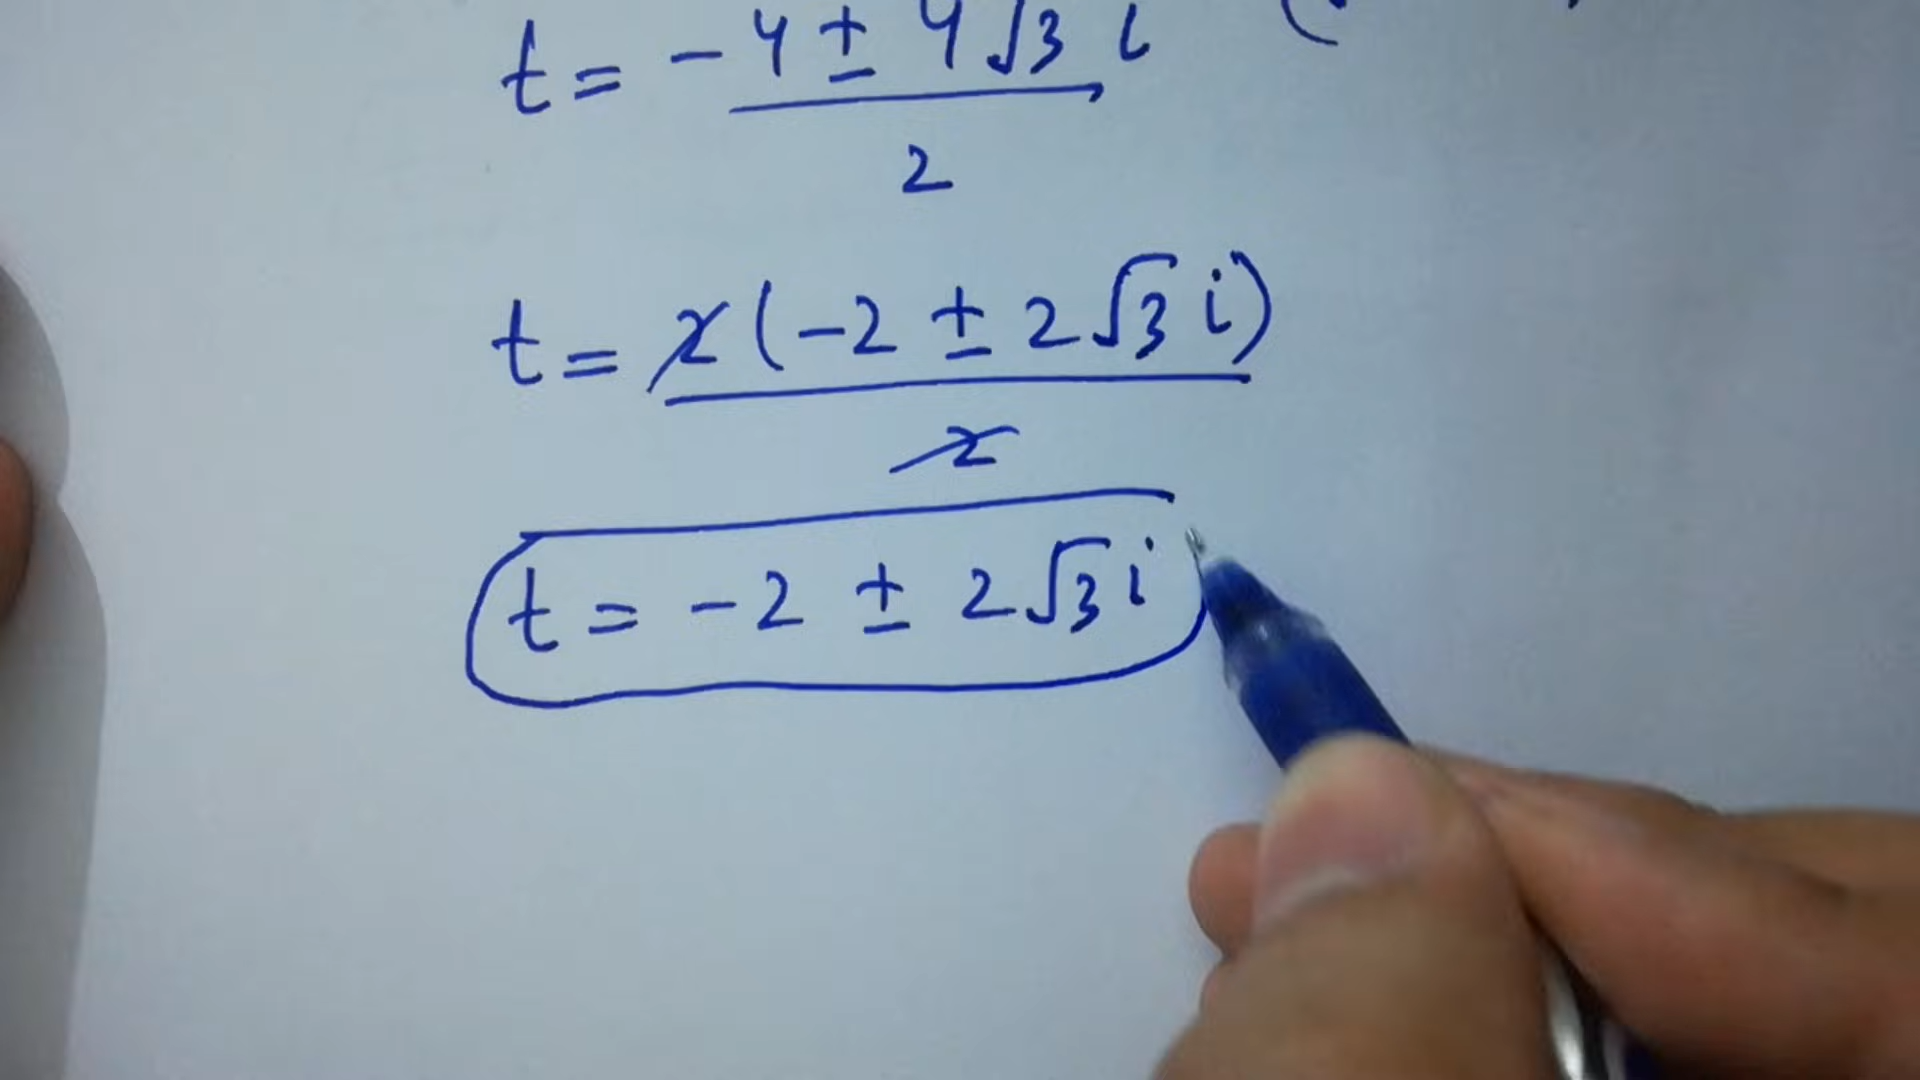 t = -4 ± 4√3 i
2
t = 2(-2 ± 2√3 i)
2
t = -2 ± 2√3 i